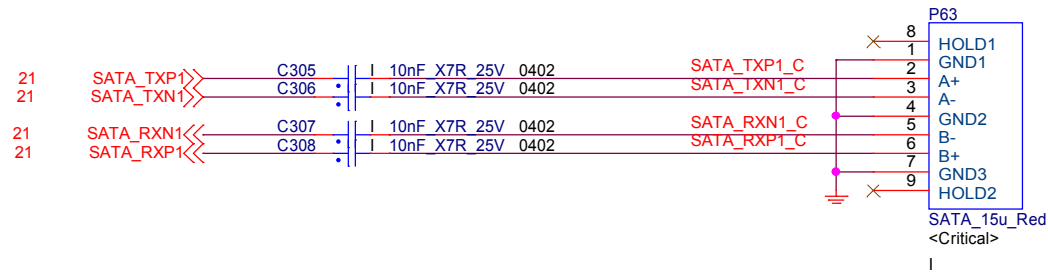 P63
8 HOLD1
1 GND1
21 SATA_TXP1 C305 I 10nF_X7R_25V 0402 SATA_TXP1_C 2 A+
21 SATA_TXN1 C306 I 10nF_X7R_25V 0402 SATA_TXN1_C 3 A-
4 GND2
21 SATA_RXN1 C307 I 10nF_X7R_25V 0402 SATA_RXN1_C 5 B-
21 SATA_RXP1 C308 I 10nF_X7R_25V 0402 SATA_RXP1_C 6 B+
7 GND3
9 HOLD2
SATA_15u_Red
<Critical>
I